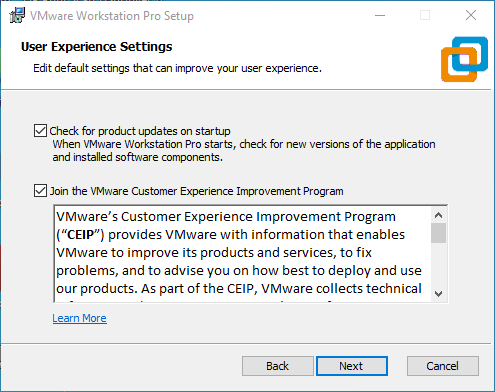 VMware Workstation Pro Setup
User Experience Settings
Edit default settings that can improve your user experience.
Check for product updates on startup
When VMware Workstation Pro starts, check for new versions of the application
and installed software components.
Join the VMware Customer Experience Improvement Program
VMware's Customer Experience Improvement Program
("CEIP") provides VMware with information that enables
VMware to improve its products and services, to fix
problems, and to advise you on how best to deploy and use
our products. As part of the CEIP, VMware collects technical
Learn More
Back
Next
Cancel